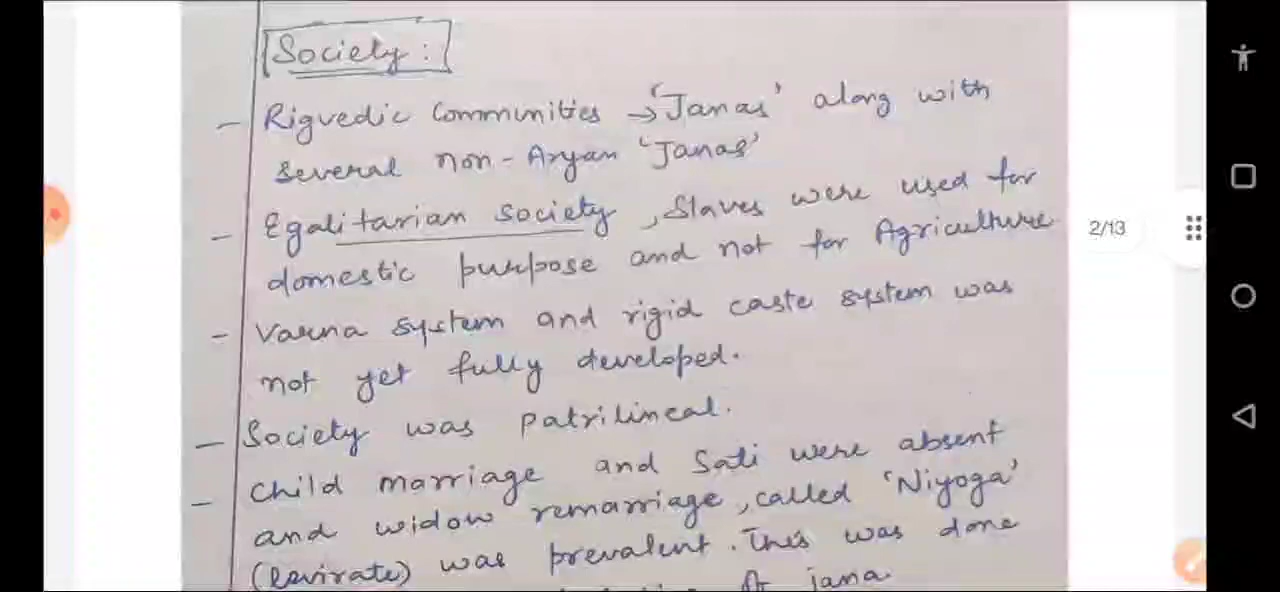 Society :
- Rigvedic Communities → 'Janas' along with
several non-Aryan 'Janas'
- Egalitarian society, Slaves were used for
domestic purpose and not for Agriculture
2/13
- Varna system and rigid caste system was
not yet fully developed.
- Society was patrilineal.
- Child marriage and Sati were absent
and widow remarriage, called 'Niyoga'
(levirate) was prevalent. This was done
of jana